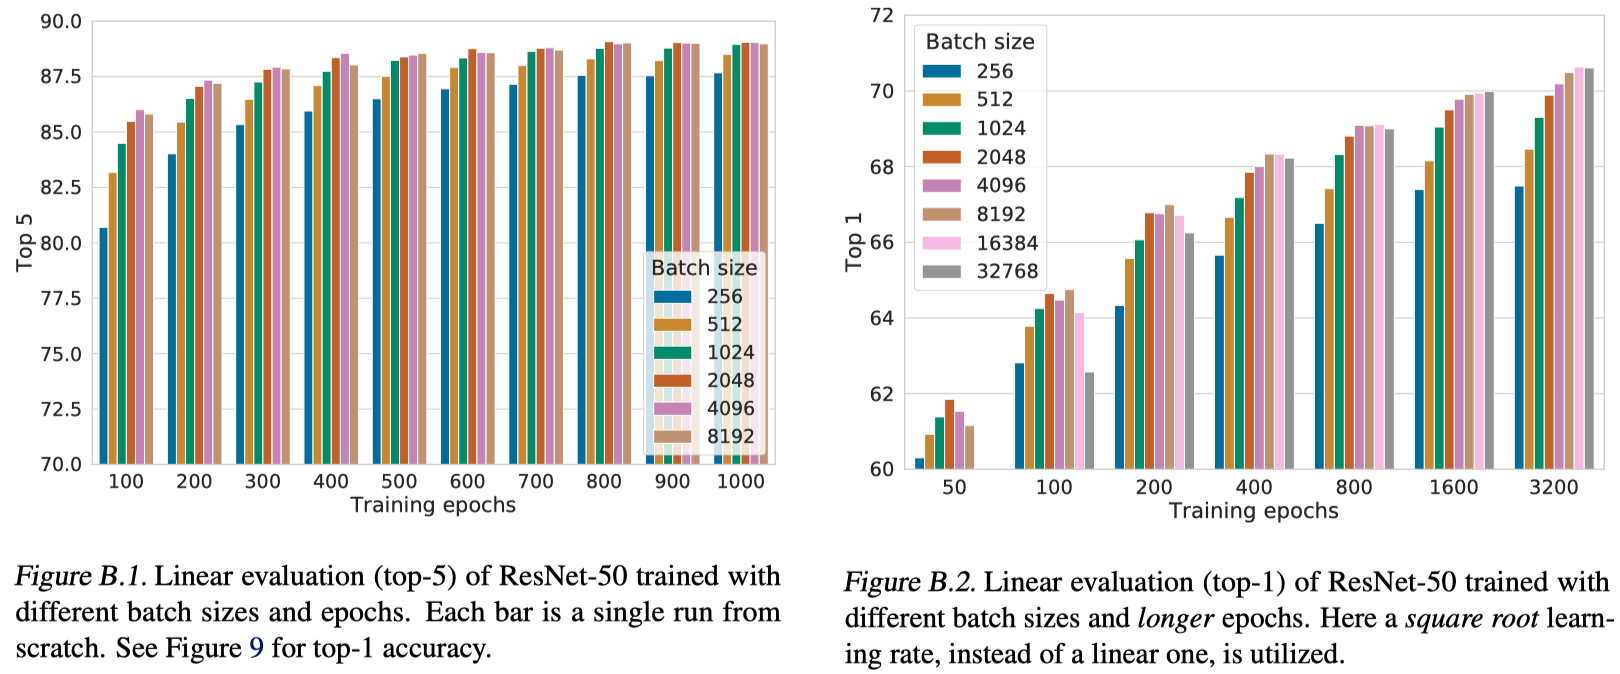 90.0
87.5
85.0
82.5
80.0
77.5
75.0
72.5
70.0
Top 5
Batch size
256
512
1024
2048
4096
8192
100 200 300 400 500 600 700 800 900 1000
Training epochs
Figure B.1. Linear evaluation (top-5) of ResNet-50 trained with
different batch sizes and epochs. Each bar is a single run from
scratch. See Figure 9 for top-1 accuracy.
72
70
68
66
64
62
60
Top 1
Batch size
256
512
1024
2048
4096
8192
16384
32768
50 100 200 400 800 1600 3200
Training epochs
Figure B.2. Linear evaluation (top-1) of ResNet-50 trained with
different batch sizes and longer epochs. Here a square root learn-
ing rate, instead of a linear one, is utilized.